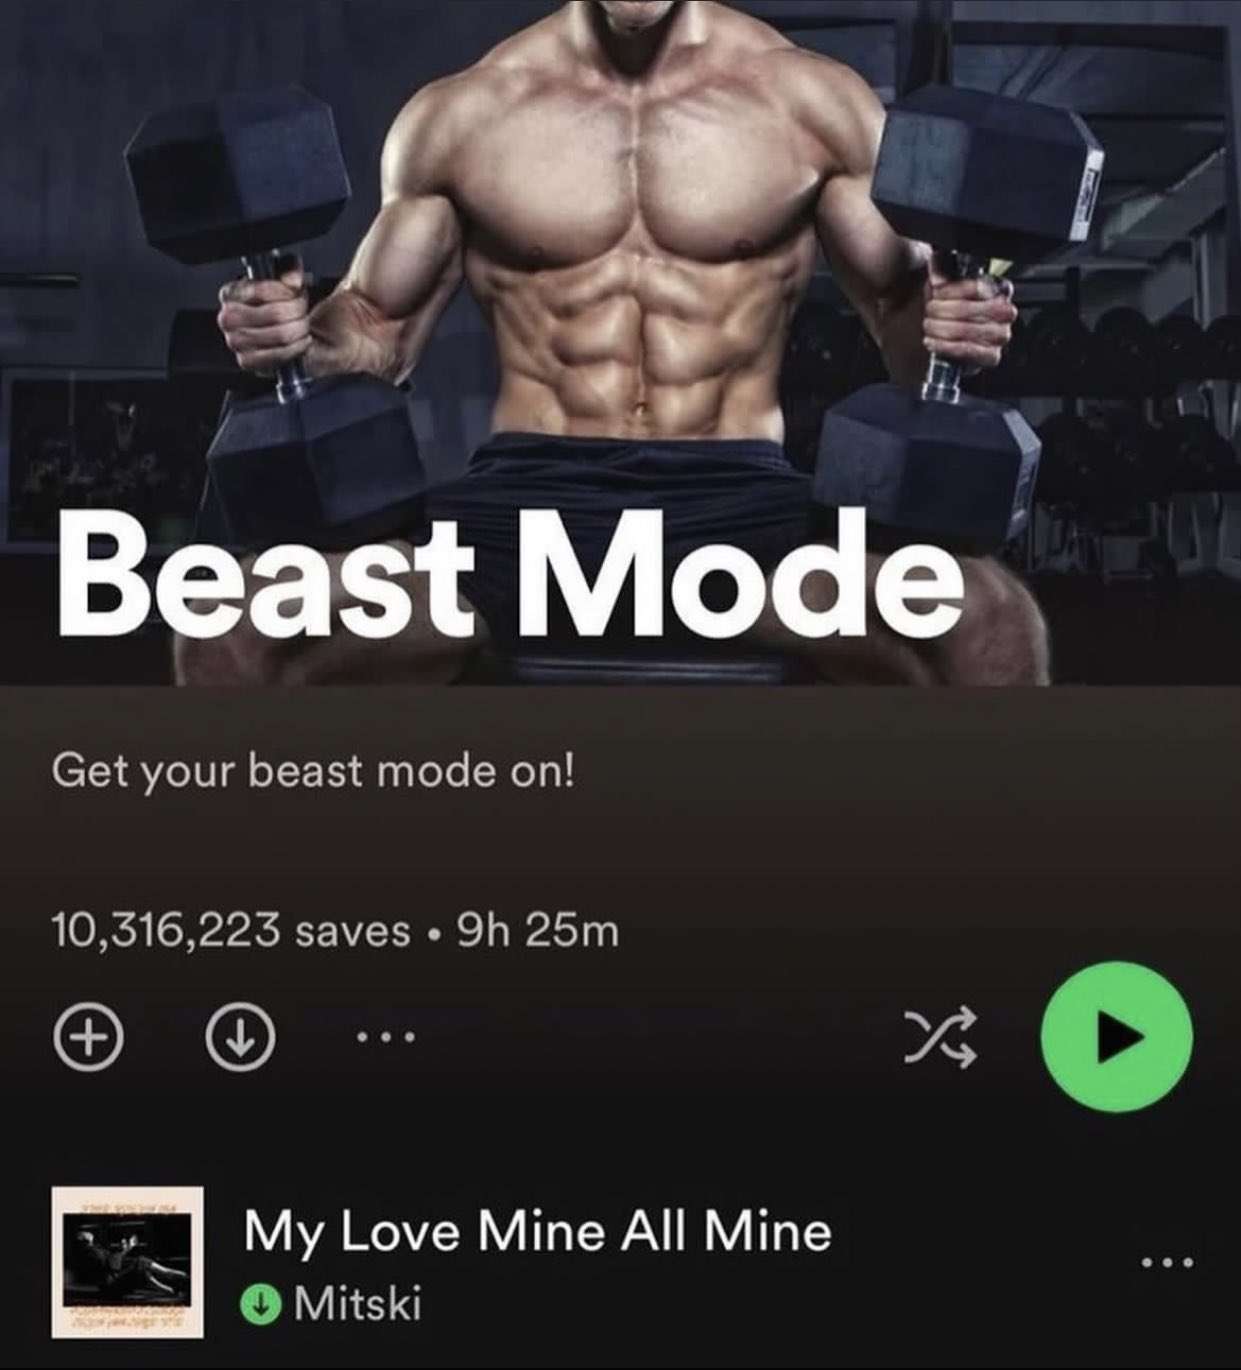 Beast Mode
Get your beast mode on!
10,316,223 saves • 9h 25m
My Love Mine All Mine
Mitski